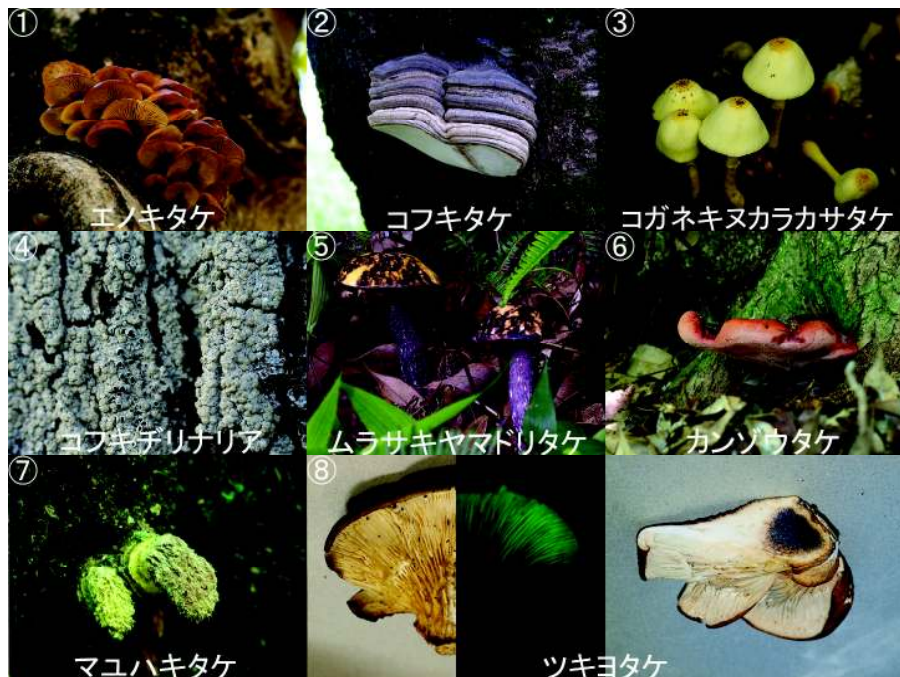 ①
エノキタケ
②
コフキタケ
③
コガネキヌカラカサタケ
④
コフキヂリナリア
⑤
ムラサキヤマドリタケ
⑥
カンゾウタケ
⑦
マユハキタケ
⑧
ツキヨタケ